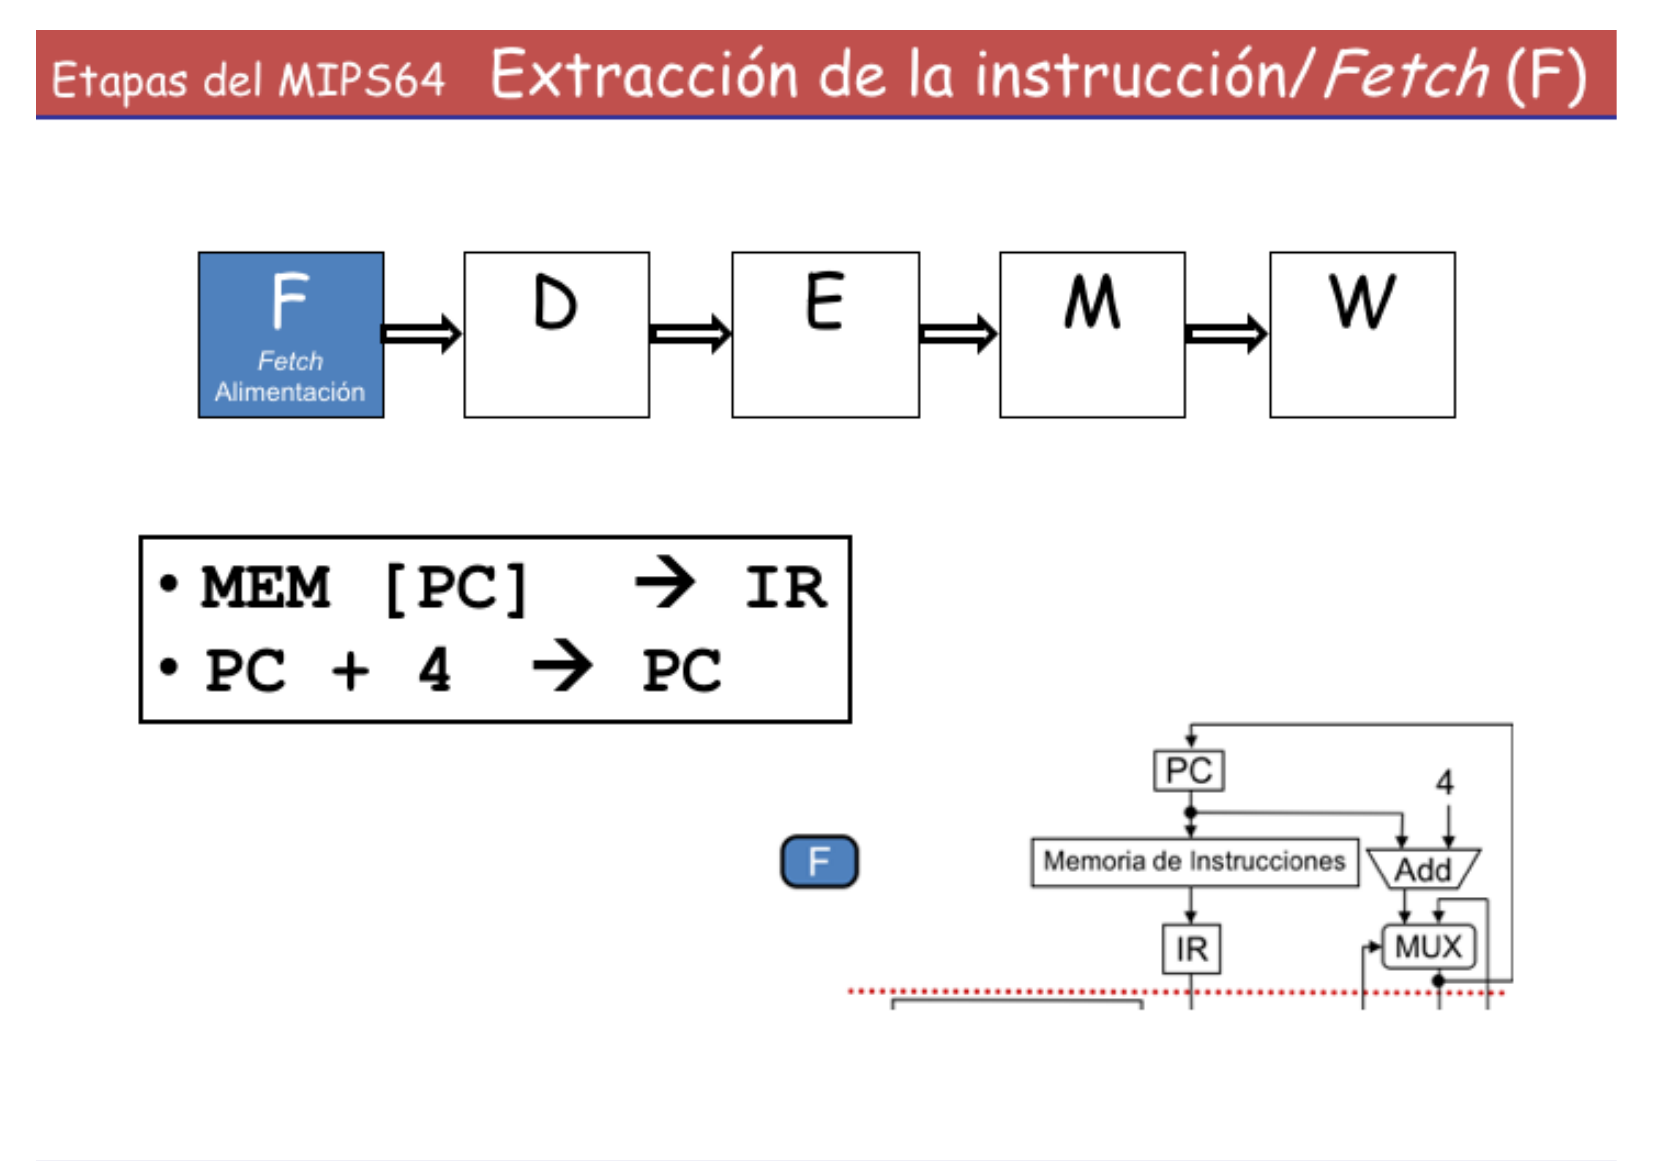 Etapas del MIPS64 Extracción de la instrucción/Fetch (F)
F D E M W
Fetch
Alimentación
• MEM [PC] → IR
• PC + 4 → PC
PC
4
F
Memoria de Instrucciones
Add
IR
MUX